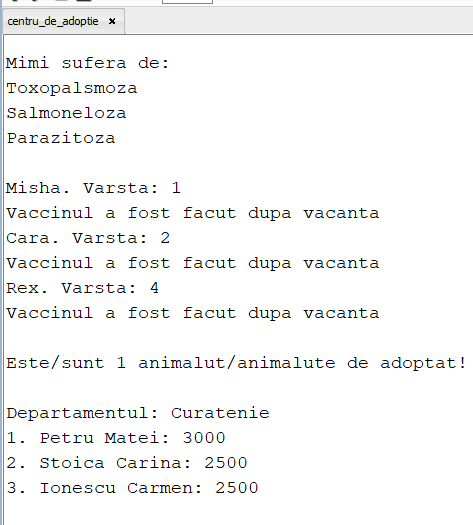 centru_de_adoptie
Mimi sufera de:
Toxopalsmoza
Salmoneloza
Parazitoza
Misha. Varsta: 1
Vaccinul a fost facut dupa vacanta
Cara. Varsta: 2
Vaccinul a fost facut dupa vacanta
Rex. Varsta: 4
Vaccinul a fost facut dupa vacanta
Este/sunt 1 animalut/animalute de adoptat!
Departamentul: Curatenie
1. Petru Matei: 3000
2. Stoica Carina: 2500
3. Ionescu Carmen: 2500